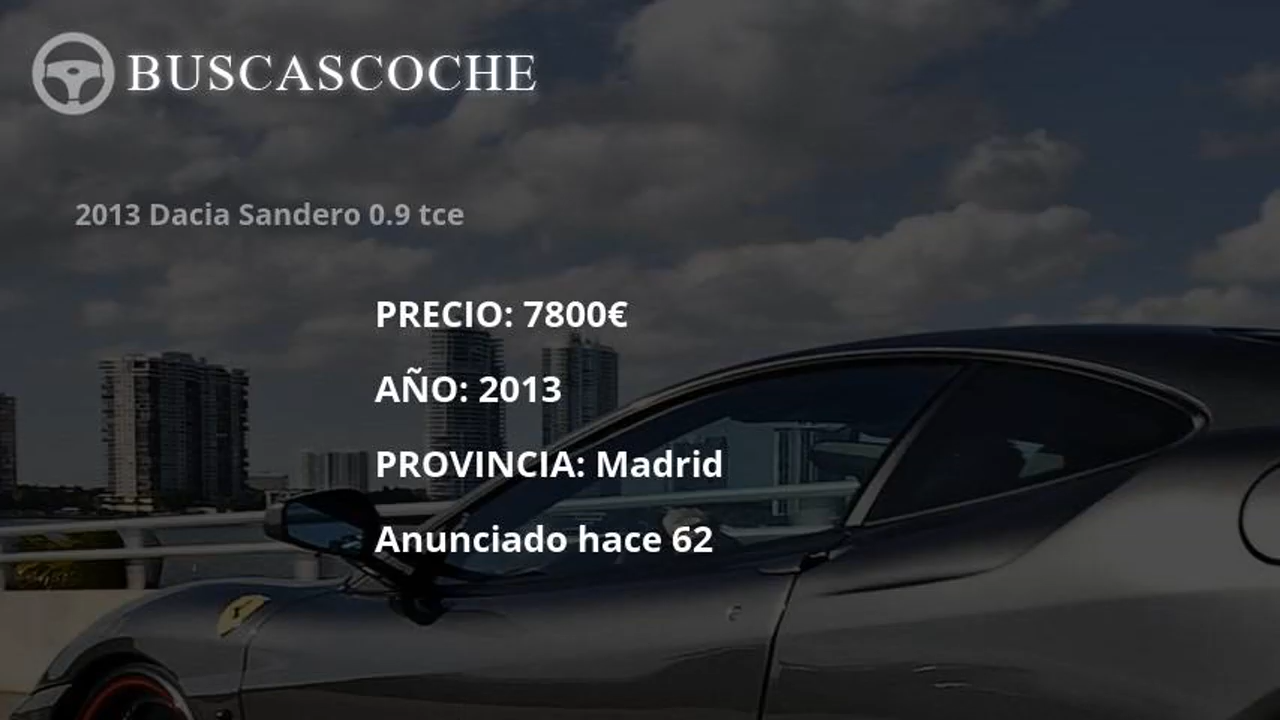 BUSCASCOCHE
2013 Dacia Sandero 0.9 tce
PRECIO: 7800€
AÑO: 2013
PROVINCIA: Madrid
Anunciado hace 62